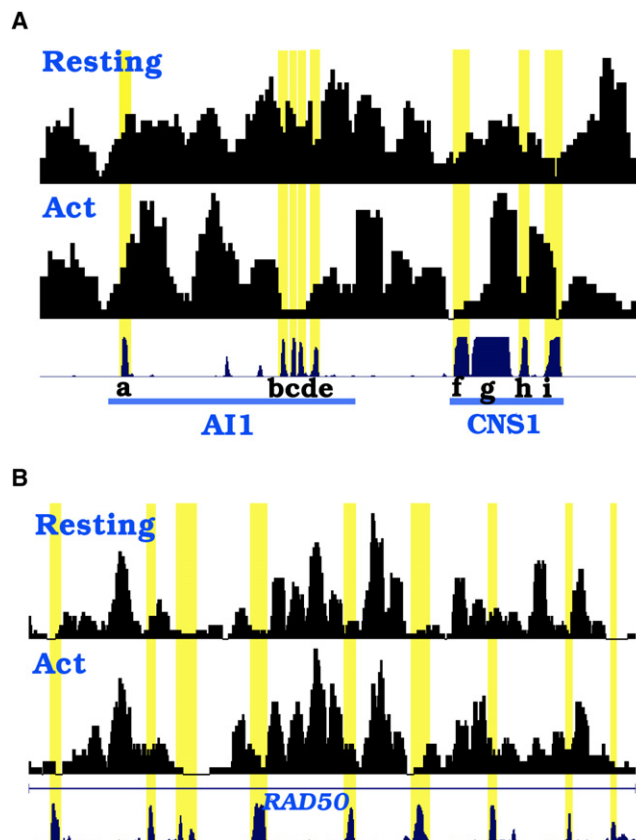 A
Resting
Act
a bcde f g h i
AI1 CNS1
B
Resting
Act
RAD50